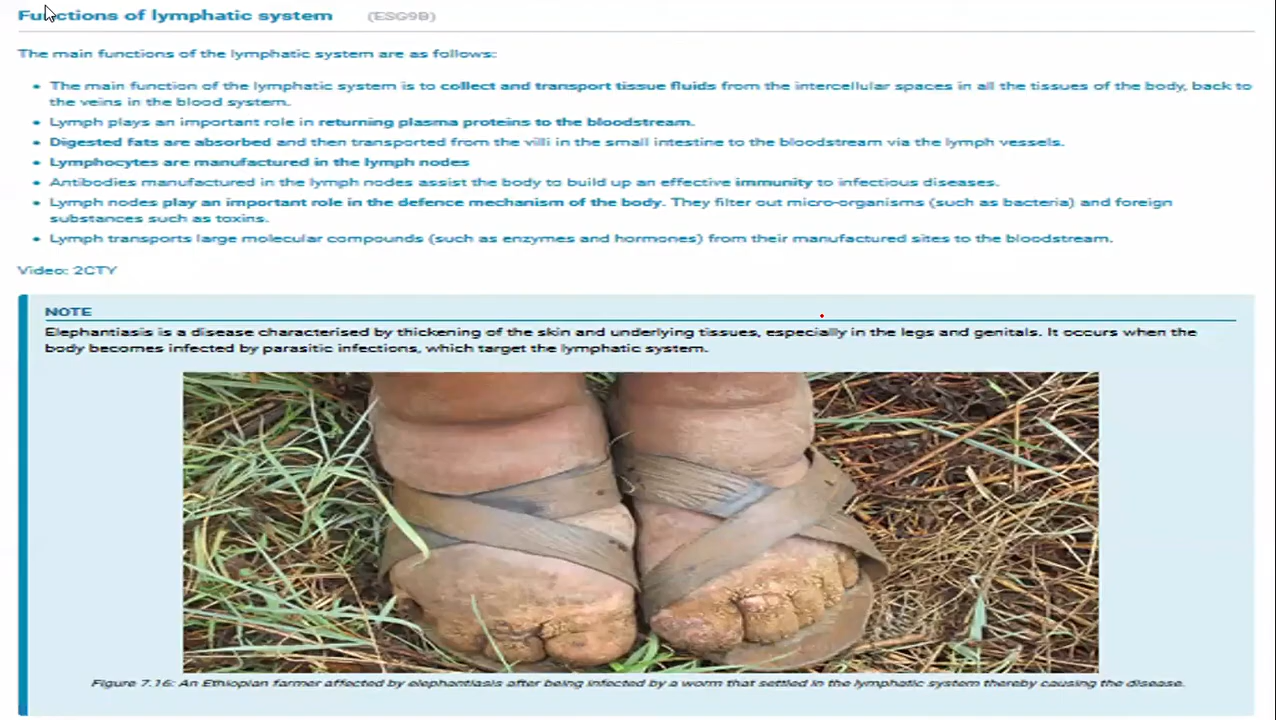 Functions of lymphatic system (ESG9B)
The main functions of the lymphatic system are as follows:
• The main function of the lymphatic system is to collect and transport tissue fluids from the intercellular spaces in all the tissues of the body, back to
the veins in the blood system.
• Lymph plays an important role in returning plasma proteins to the bloodstream.
• Digested fats are absorbed and then transported from the villi in the small intestine to the bloodstream via the lymph vessels.
• Lymphocytes are manufactured in the lymph nodes
• Antibodies manufactured in the lymph nodes assist the body to build up an effective immunity to infectious diseases.
• Lymph nodes play an important role in the defence mechanism of the body. They filter out micro-organisms (such as bacteria) and foreign
substances such as toxins.
• Lymph transports large molecular compounds (such as enzymes and hormones) from their manufactured sites to the bloodstream.
Video: 2CTY
NOTE
Elephantiasis is a disease characterised by thickening of the skin and underlying tissues, especially in the legs and genitals. It occurs when the
body becomes infected by parasitic infections, which target the lymphatic system.
Figure 7.16: An Ethiopian farmer affected by elephantiasis after being infected by a worm that settled in the lymphatic system thereby causing the disease.